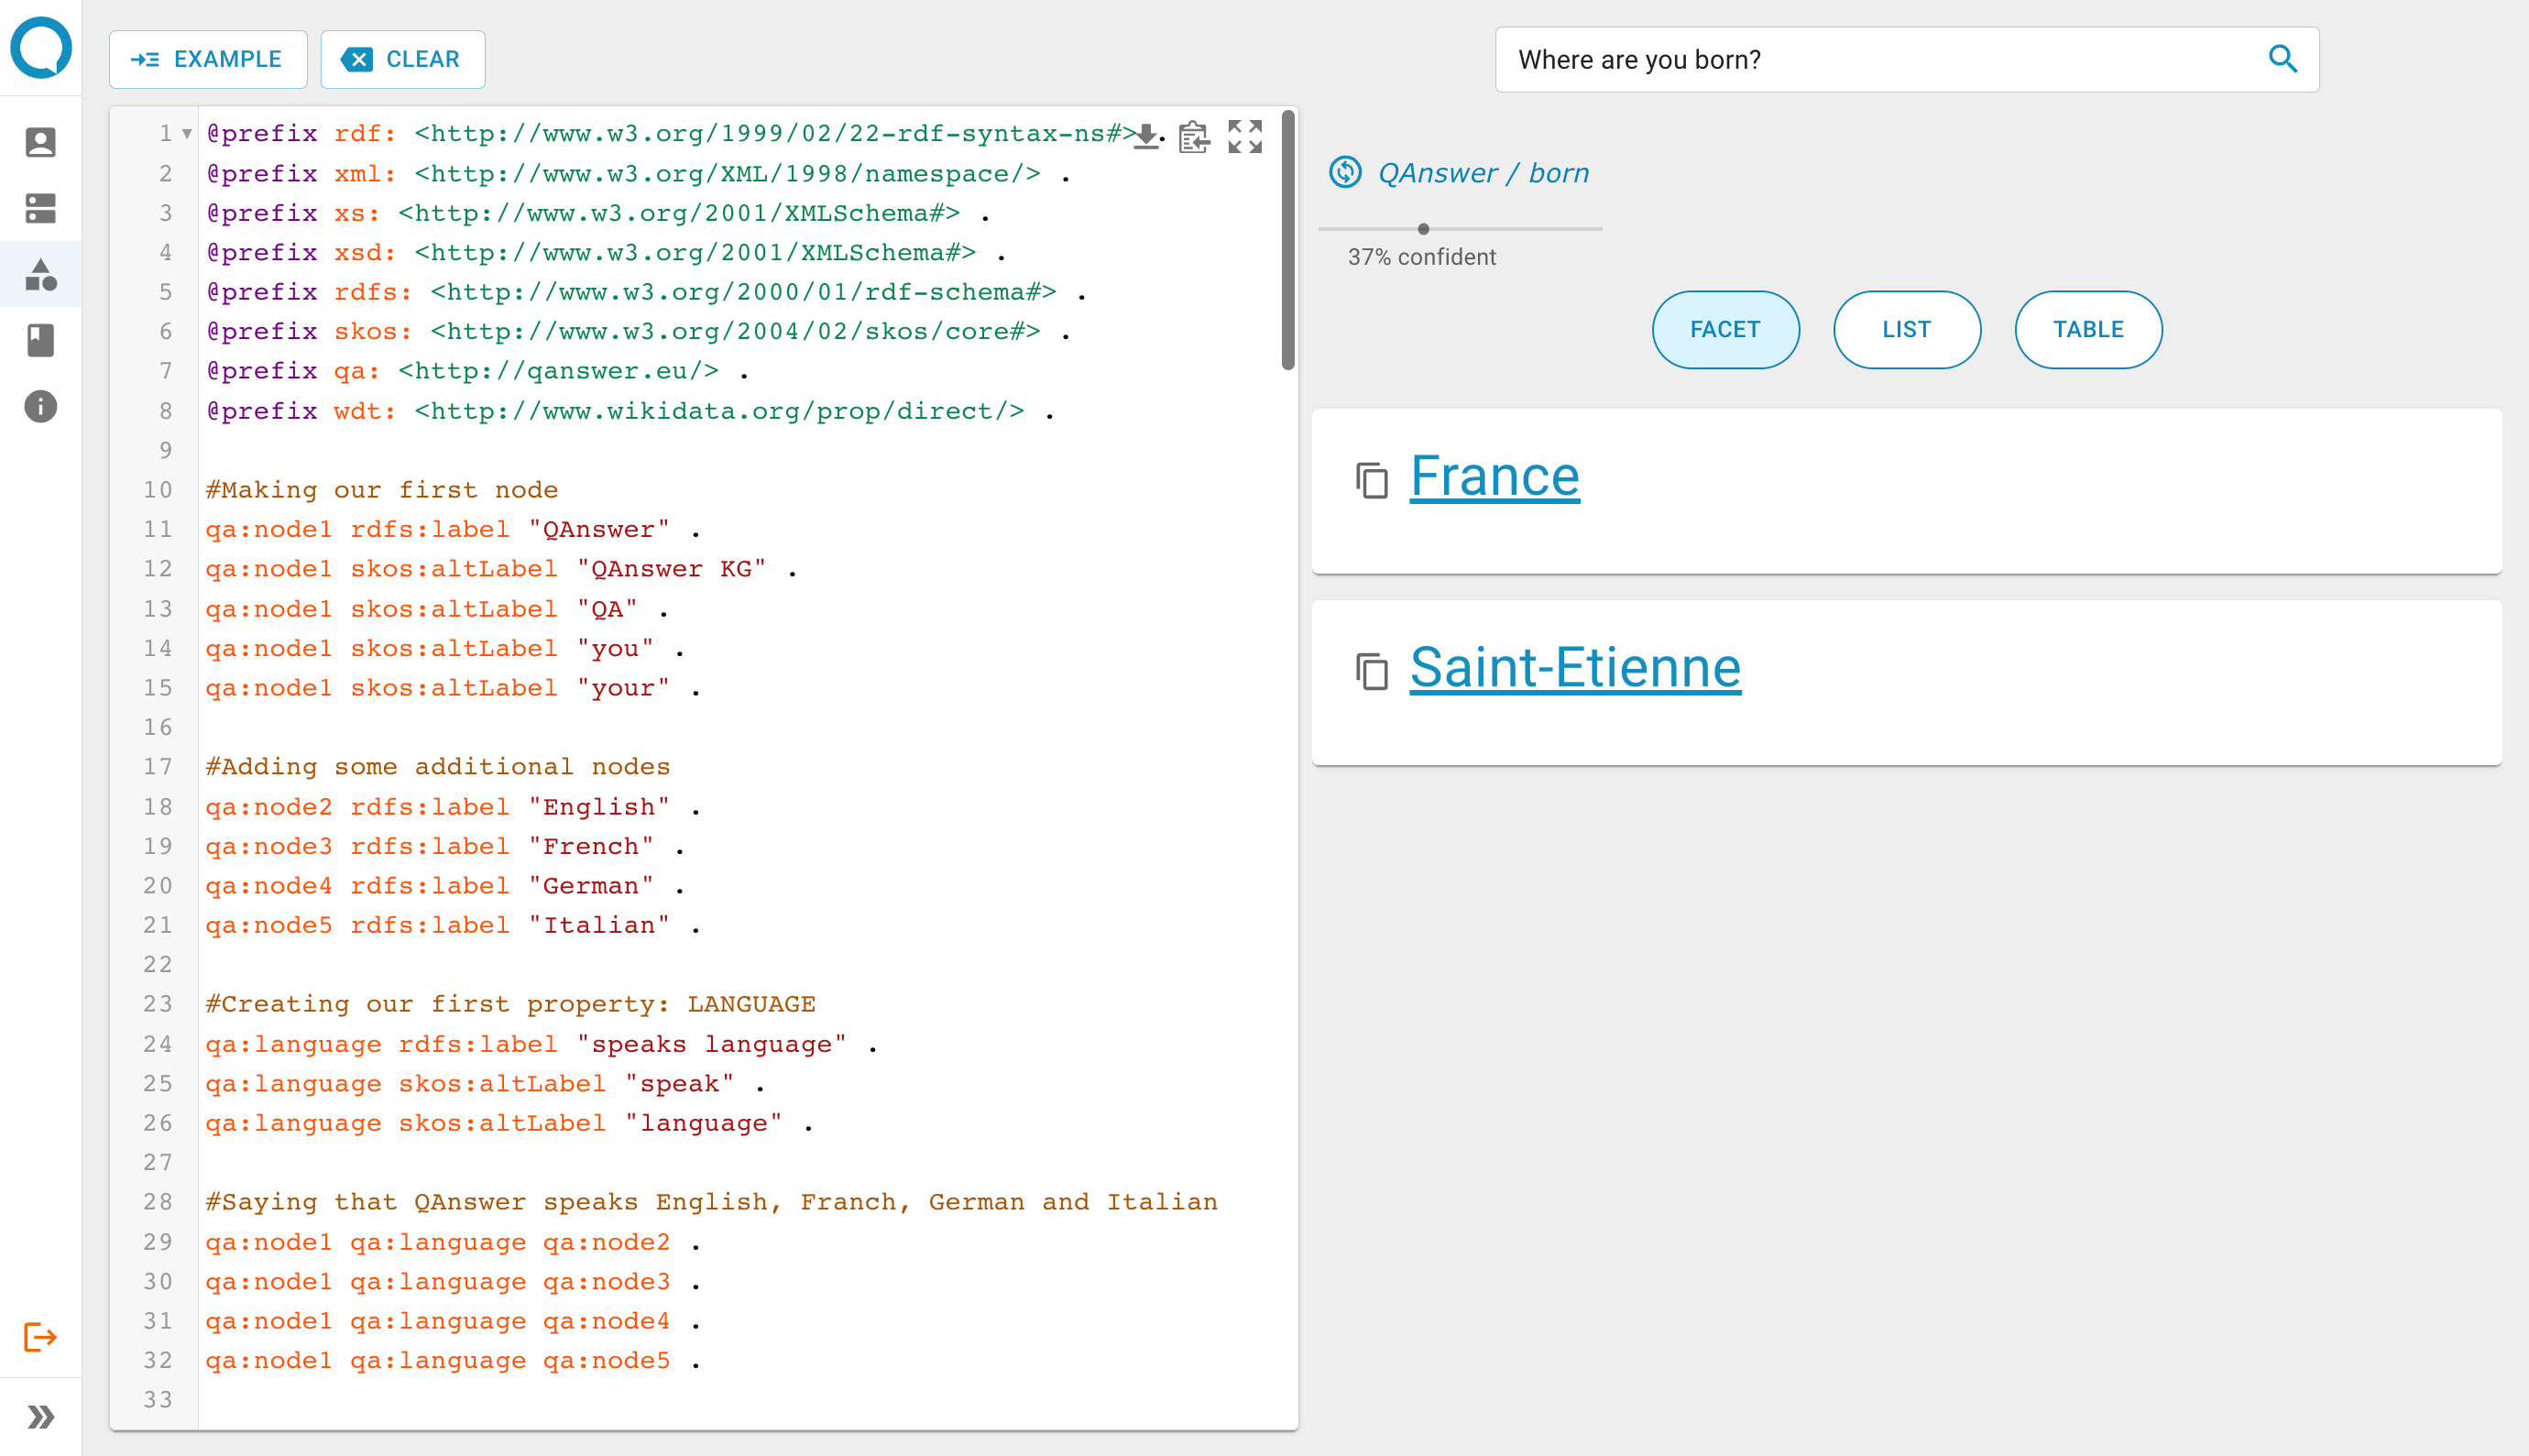 EXAMPLE
CLEAR
1 @prefix rdf: <http://www.w3.org/1999/02/22-rdf-syntax-ns#> .
2 @prefix xml: <http://www.w3.org/XML/1998/namespace/> .
3 @prefix xs: <http://www.w3.org/2001/XMLSchema#> .
4 @prefix xsd: <http://www.w3.org/2001/XMLSchema#> .
5 @prefix rdfs: <http://www.w3.org/2000/01/rdf-schema#> .
6 @prefix skos: <http://www.w3.org/2004/02/skos/core#> .
7 @prefix qa: <http://qanswer.eu/> .
8 @prefix wdt: <http://www.wikidata.org/prop/direct/> .
9
10 #Making our first node
11 qa:node1 rdfs:label "QAnswer" .
12 qa:node1 skos:altLabel "QAnswer KG" .
13 qa:node1 skos:altLabel "QA" .
14 qa:node1 skos:altLabel "you" .
15 qa:node1 skos:altLabel "your" .
16
17 #Adding some additional nodes
18 qa:node2 rdfs:label "English" .
19 qa:node3 rdfs:label "French" .
20 qa:node4 rdfs:label "German" .
21 qa:node5 rdfs:label "Italian" .
22
23 #Creating our first property: LANGUAGE
24 qa:language rdfs:label "speaks language" .
25 qa:language skos:altLabel "speak" .
26 qa:language skos:altLabel "language" .
27
28 #Saying that QAnswer speaks English, Franch, German and Italian
29 qa:node1 qa:language qa:node2 .
30 qa:node1 qa:language qa:node3 .
31 qa:node1 qa:language qa:node4 .
32 qa:node1 qa:language qa:node5 .
33
Where are you born?
QAnswer / born
37% confident
FACET
LIST
TABLE
France
Saint-Etienne